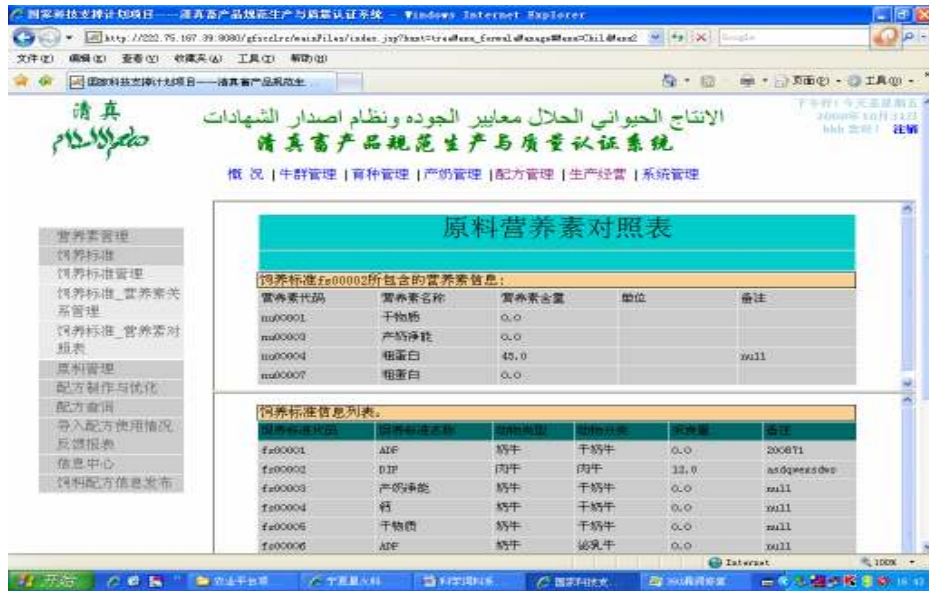 国家科技支撑计划项目——清真畜产品规范生产与质量认证系统 - Windows Internet Explorer
文件(F) 编辑(E) 查看(V) 收藏夹(A) 工具(T) 帮助(H)
国家科技支撑计划项目——清真畜产品规范生...
页面(P) 工具(O)
清真
الانتاج الحيواني الحلال معايير الجوده ونظام اصدار الشهادات
清真畜产品规范生产与质量认证系统
注销
概 况 | 牛群管理 | 育种管理 | 产奶管理 | 配方管理 | 生产经营 | 系统管理
营养素管理
饲养标准
饲养标准管理
饲养标准_营养素关系管理
饲养标准_营养素对照表
原料管理
配方制作与优化
配方查询
导入配方使用情况
反馈报表
信息中心
饲料配方信息发布
原料营养素对照表
饲养标准fs00002所包含的营养素信息:
营养素代码 营养素名称 营养素含量 单位 备注
nu00001 干物质 0.0
nu00003 产奶净能 0.0
nu00004 粗蛋白 45.0 null
nu00007 粗蛋白 0.0
饲养标准信息列表。
饲养标准代码 饲养标准名称 动物类型 动物分类 采食量 备注
fs00001 ADF 奶牛 干奶牛 0.0 200871
fs00002 DIP 肉牛 肉牛 12.0
fs00003 产奶净能 奶牛 干奶牛 0.0 null
fs00004 钙 奶牛 干奶牛 0.0 null
fs00005 干物质 奶牛 干奶牛 0.0 null
fs00006 ADF 奶牛 泌乳牛 0.0 null
Internet 100%
开始